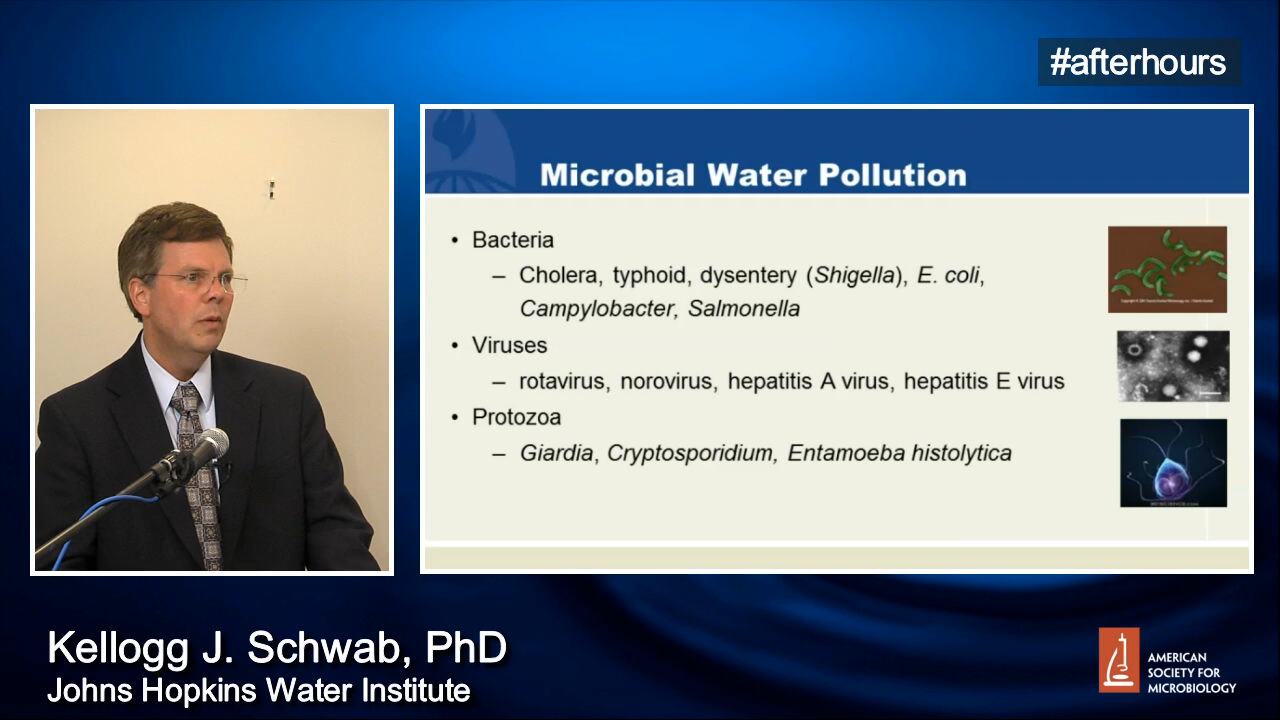 #afterhours
Microbial Water Pollution
• Bacteria
– Cholera, typhoid, dysentery (Shigella), E. coli,
Campylobacter, Salmonella
• Viruses
– rotavirus, norovirus, hepatitis A virus, hepatitis E virus
• Protozoa
– Giardia, Cryptosporidium, Entamoeba histolytica
Kellogg J. Schwab, PhD
Johns Hopkins Water Institute
AMERICAN
SOCIETY FOR
MICROBIOLOGY